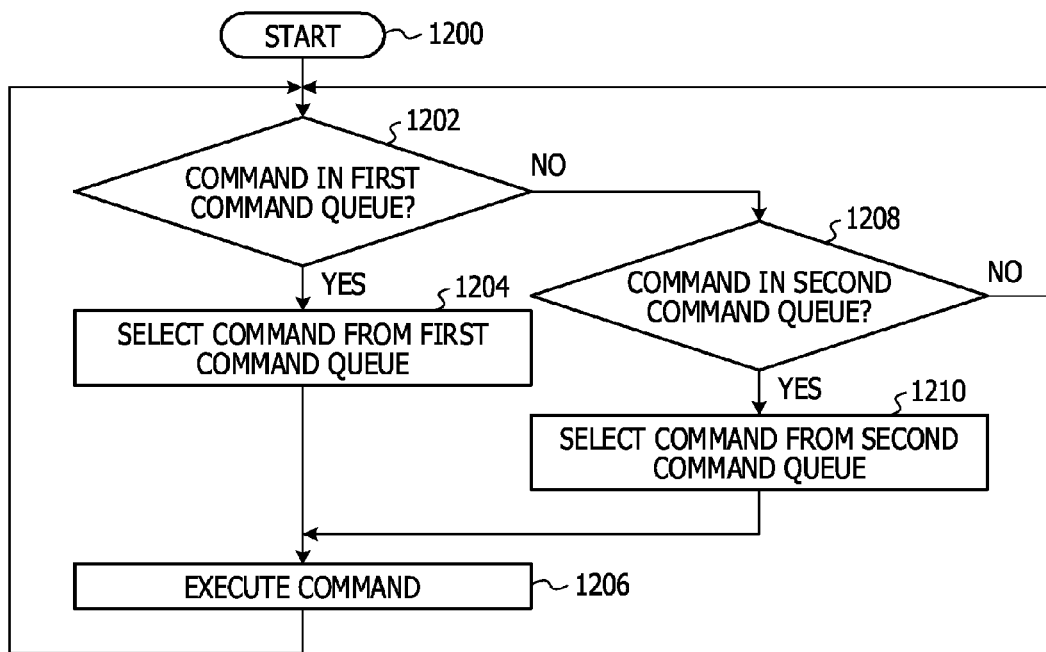 START
1200
1202
COMMAND IN FIRST
COMMAND QUEUE?
NO
1208
COMMAND IN SECOND
COMMAND QUEUE?
NO
YES
1204
SELECT COMMAND FROM FIRST
COMMAND QUEUE
YES
1210
SELECT COMMAND FROM SECOND
COMMAND QUEUE
EXECUTE COMMAND
1206